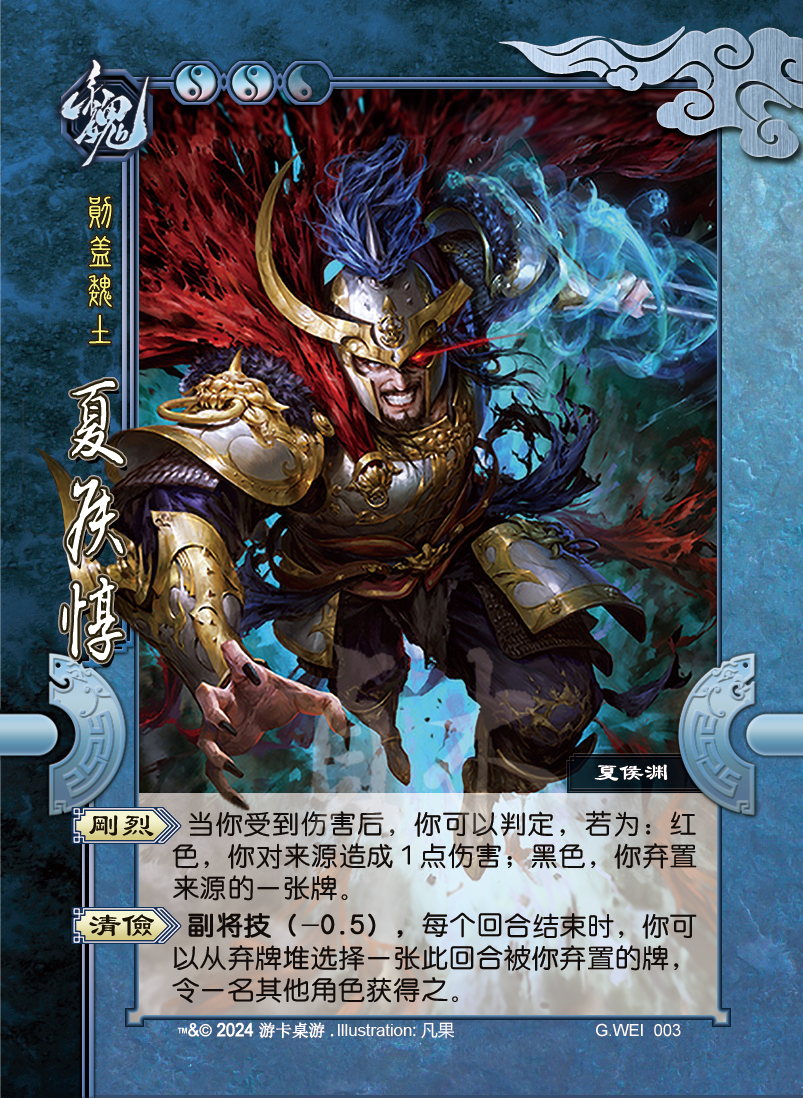 魏
勛盖魏土
夏侯惇
夏侯渊
剛烈 当你受到伤害后，你可以判定，若为：红
色，你对来源造成1点伤害；黑色，你弃置
来源的一张牌。
清儉 副将技（−0.5），每个回合结束时，你可
以从弃牌堆选择一张此回合被你弃置的牌，
令一名其他角色获得之。
™&© 2024 游卡桌游 . Illustration: 凡果
G.WEI 003